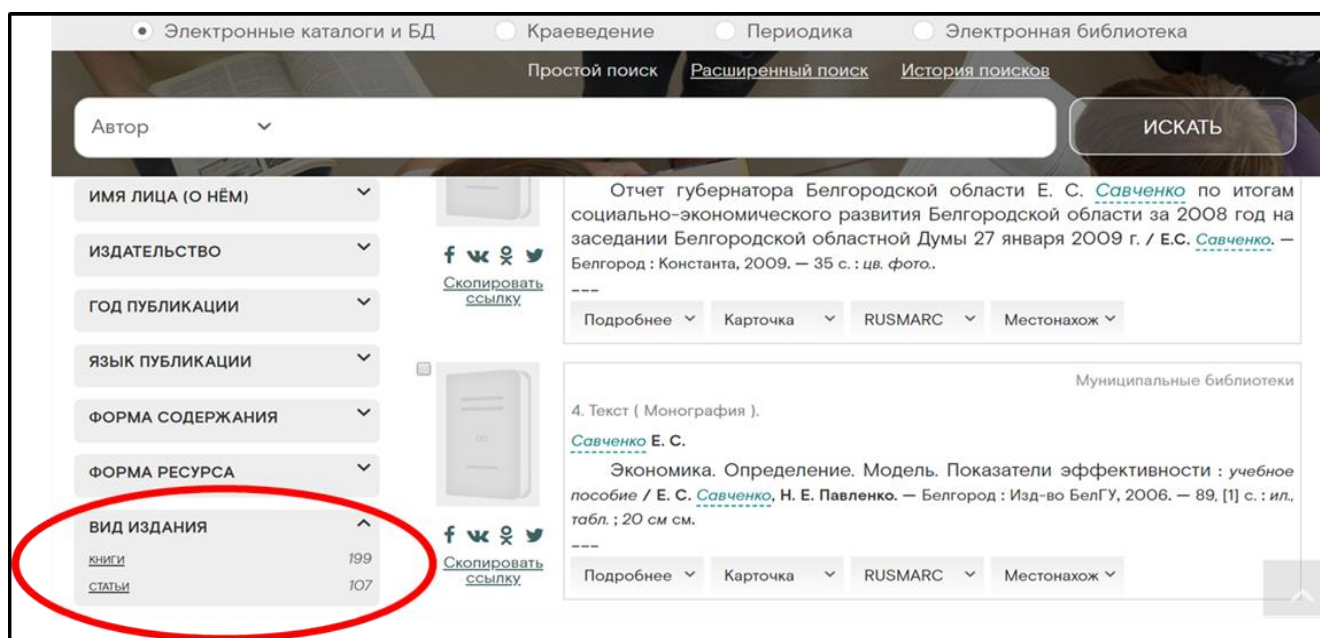 Электронные каталоги и БД Краеведение Периодика Электронная библиотека
Простой поиск Расширенный поиск История поисков
Автор ИСКАТЬ
ИМЯ ЛИЦА (О НЁМ)
ИЗДАТЕЛЬСТВО
ГОД ПУБЛИКАЦИИ
ЯЗЫК ПУБЛИКАЦИИ
ФОРМА СОДЕРЖАНИЯ
ФОРМА РЕСУРСА
ВИД ИЗДАНИЯ
КНИГИ 199
СТАТЬИ 107
Скопировать
ссылку
Отчет губернатора Белгородской области Е. С. Савченко по итогам
социально-экономического развития Белгородской области за 2008 год на
заседании Белгородской областной Думы 27 января 2009 г. / Е.С. Савченко. —
Белгород : Константа, 2009. — 35 с. : цв. фото..
---
Подробнее Карточка RUSMARC Местонахож
Скопировать
ссылку
Муниципальные библиотеки
4. Текст ( Монография ).
Савченко Е. С.
Экономика. Определение. Модель. Показатели эффективности : учебное
пособие / Е. С. Савченко, Н. Е. Павленко. — Белгород : Изд-во БелГУ, 2006. — 89, [1] с. : ил.,
табл. ; 20 см см.
---
Подробнее Карточка RUSMARC Местонахож